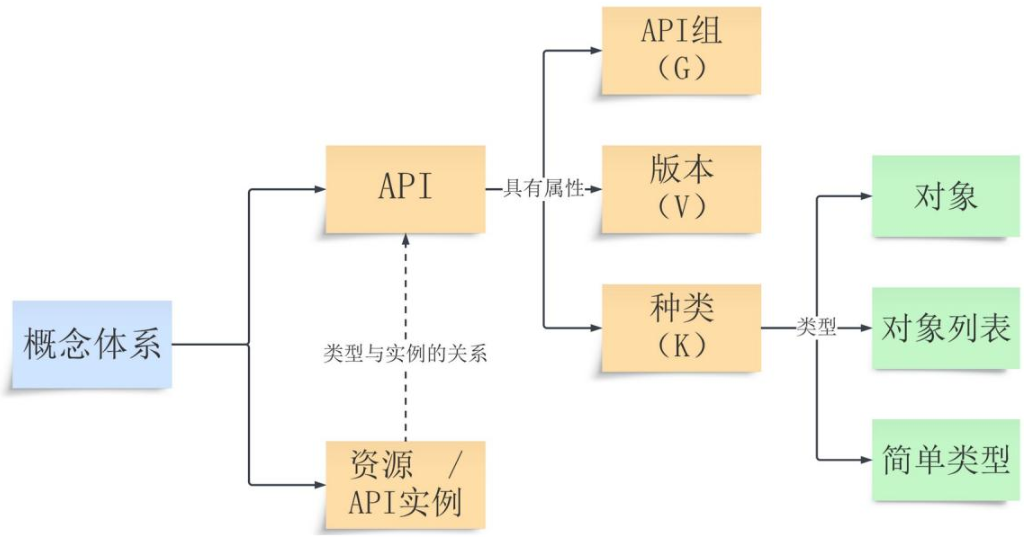 API组
（G）
API
具有属性
版本
（V）
对象
概念体系
类型与实例的关系
种类
（K）
类型
对象列表
资源 /
API实例
简单类型